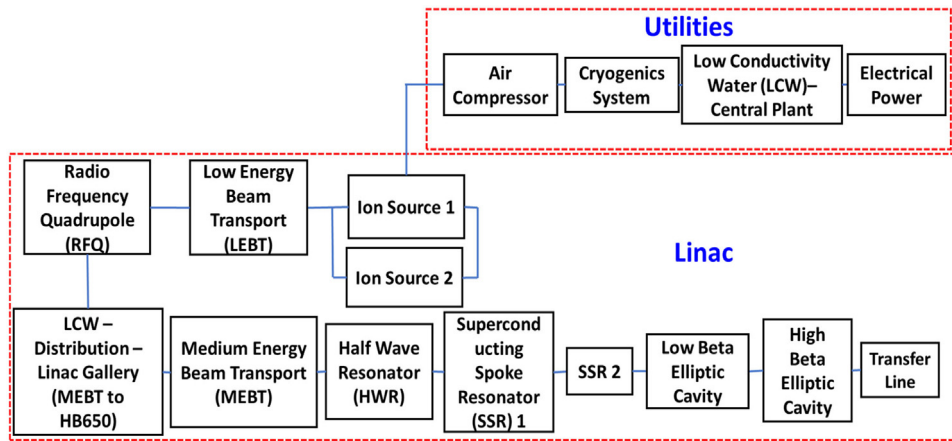 Utilities
Air
Compressor
Cryogenics
System
Low Conductivity
Water (LCW)–
Central Plant
Electrical
Power
Radio
Frequency
Quadrupole
(RFQ)
Low Energy
Beam
Transport
(LEBT)
Ion Source 1
Ion Source 2
Linac
LCW –
Distribution –
Linac Gallery
(MEBT to
HB650)
Medium Energy
Beam Transport
(MEBT)
Half Wave
Resonator
(HWR)
Supercond
ucting
Spoke
Resonator
(SSR) 1
SSR 2
Low Beta
Elliptic
Cavity
High
Beta
Elliptic
Cavity
Transfer
Line